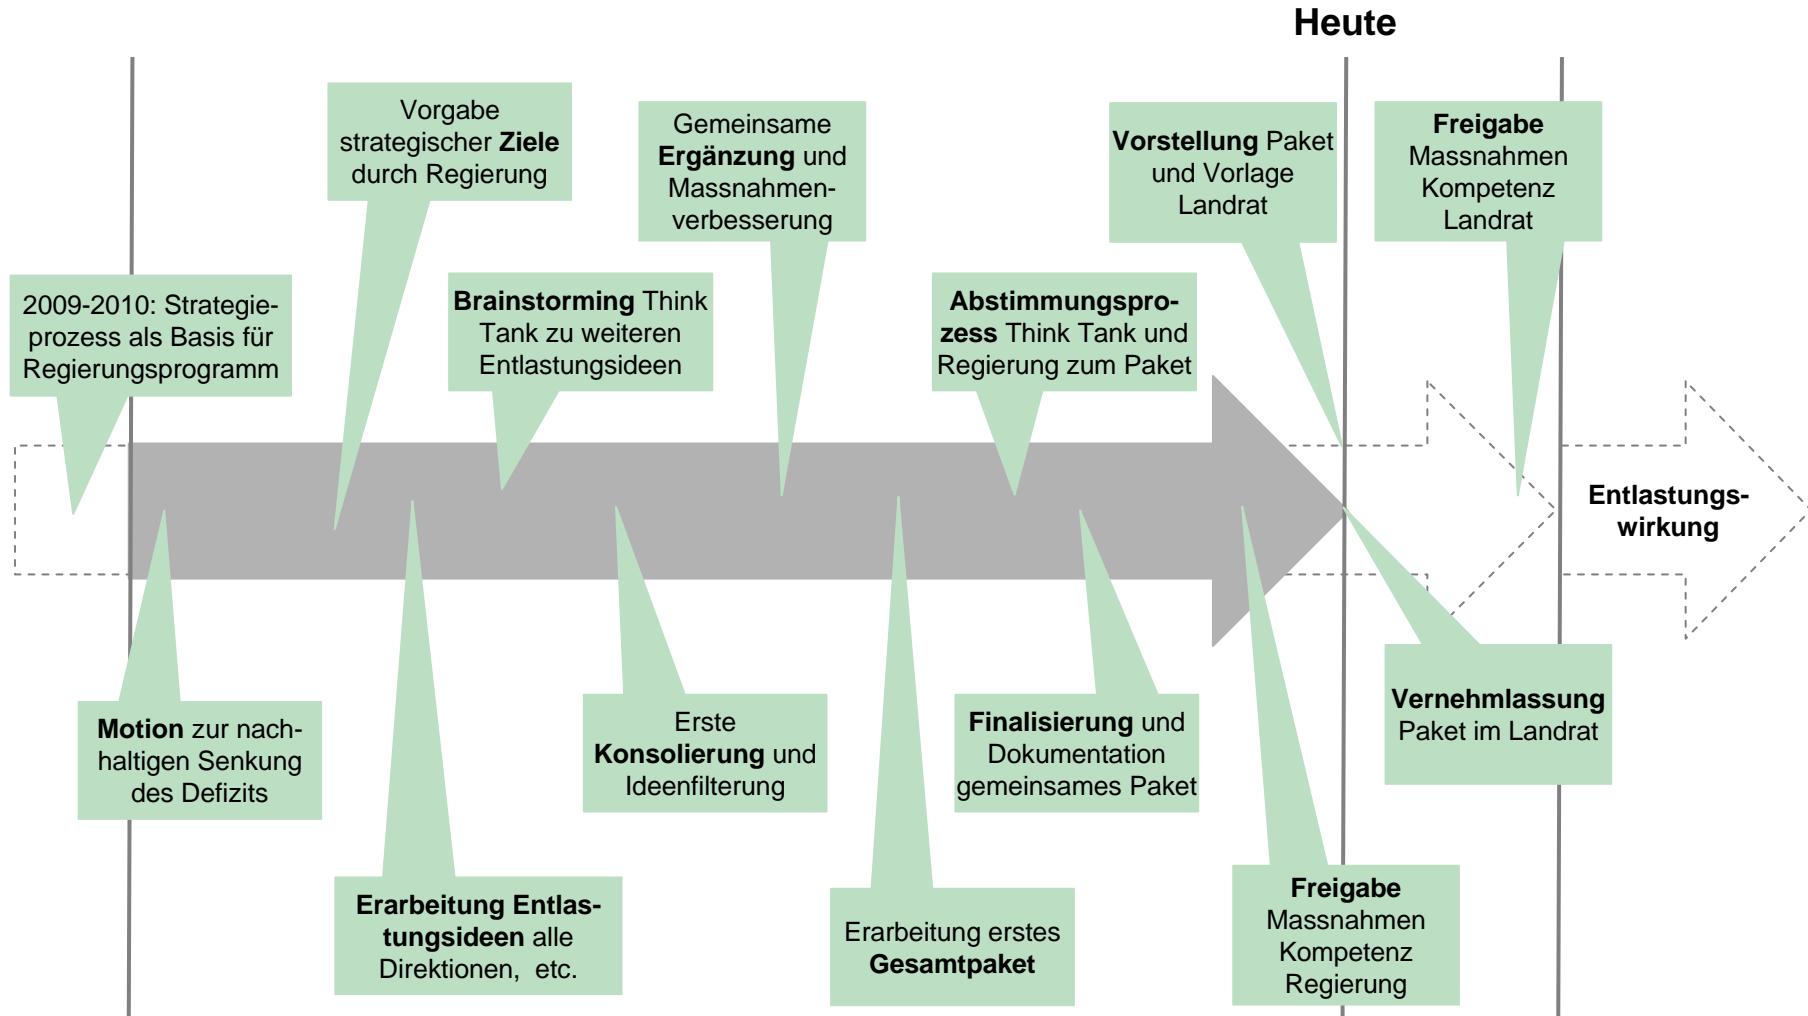 Heute
Vorgabe
strategischer Ziele
durch Regierung
Gemeinsame
Ergänzung und
Massnahmen-
verbesserung
Vorstellung Paket
und Vorlage
Landrat
Freigabe
Massnahmen
Kompetenz
Landrat
2009-2010: Strategie-
prozess als Basis für
Regierungsprogramm
Brainstorming Think
Tank zu weiteren
Entlastungsideen
Abstimmungspro-
zess Think Tank und
Regierung zum Paket
Entlastungs-
wirkung
Motion zur nach-
haltigen Senkung
des Defizits
Erste
Konsolierung und
Ideenfilterung
Finalisierung und
Dokumentation
gemeinsames Paket
Vernehmlassung
Paket im Landrat
Erarbeitung Entlas-
tungsideen alle
Direktionen, etc.
Erarbeitung erstes
Gesamtpaket
Freigabe
Massnahmen
Kompetenz
Regierung